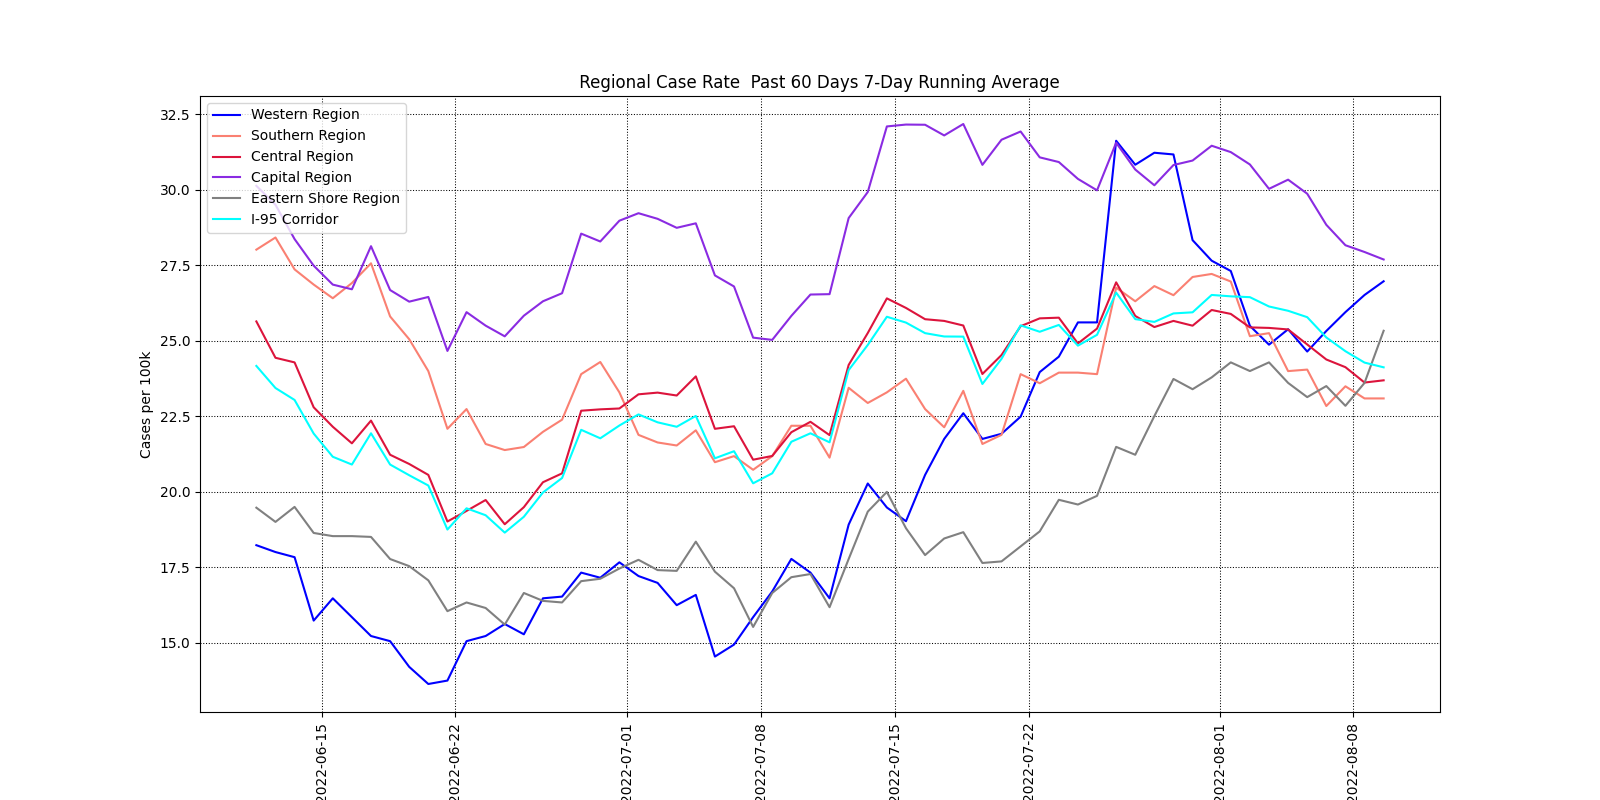 Regional Case Rate  Past 60 Days 7-Day Running Average
32.5
30.0
27.5
25.0
22.5
20.0
17.5
15.0
Cases per 100k
Western Region
Southern Region
Central Region
Capital Region
Eastern Shore Region
I-95 Corridor
2022-06-15
2022-06-22
2022-07-01
2022-07-08
2022-07-15
2022-07-22
2022-08-01
2022-08-08